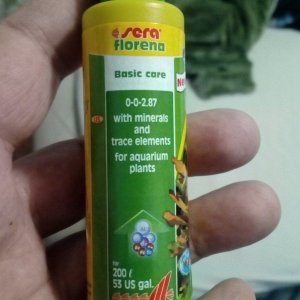 sera
florena
Basic care
0-0-2.87
US
with minerals
and
trace elements
for aquarium
plants
for
200 ℓ
53 US gal.